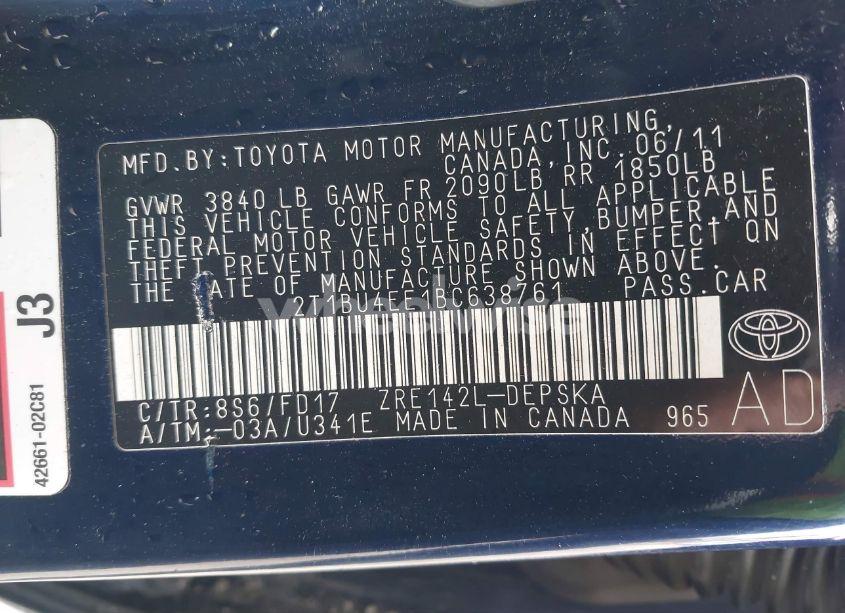 MFD.BY:TOYOTA MOTOR MANUFACTURING,
CANADA, INC. 06/11
GVWR 3840 LB GAWR FR 2090LB RR 1850LB
THIS VEHICLE CONFORMS TO ALL APPLICABLE
FEDERAL MOTOR VEHICLE SAFETY, BUMPER, AND
THEFT PREVENTION STANDARDS IN EFFECT ON
THE DATE OF MANUFACTURE SHOWN ABOVE.
2T1BU4EE1BC638761 PASS.CAR
wheelwise
C/TR:8S6/FD17 ZRE142L-DEPSKA
A/TM:-03A/U341E MADE IN CANADA 965
AD
J3
42661-02C81